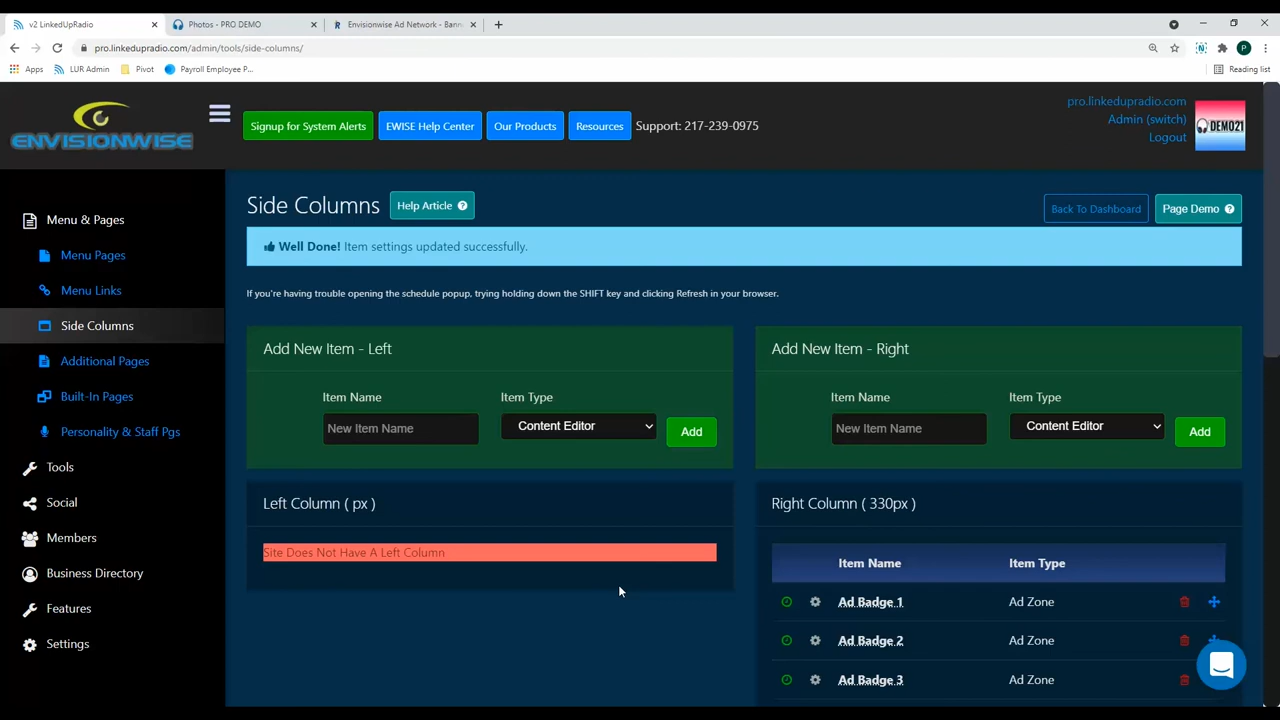 v2 LinkedUpRadio
Photos - PRO DEMO
Envisionwise Ad Network - Bann
pro.linkedupradio.com/admin/tools/side-columns/
P
Apps
LUR Admin
Pivot
Payroll Employee P...
Reading list
ENVISIONWISE
Signup for System Alerts
EWISE Help Center
Our Products
Resources
Support: 217-239-0975
pro.linkedupradio.com
Admin (switch)
Logout
DEMO21
Menu & Pages
Menu Pages
Menu Links
Side Columns
Additional Pages
Built-In Pages
Personality & Staff Pgs
Tools
Social
Members
Business Directory
Features
Settings
Side Columns
Help Article
Back To Dashboard
Page Demo
Well Done! Item settings updated successfully.
If you're having trouble opening the schedule popup, trying holding down the SHIFT key and clicking Refresh in your browser.
Add New Item - Left
Item Name
Item Type
New Item Name
Content Editor
Add
Add New Item - Right
Item Name
Item Type
New Item Name
Content Editor
Add
Left Column ( px )
Site Does Not Have A Left Column
Right Column ( 330px )
Item Name
Item Type
Ad Badge 1
Ad Zone
Ad Badge 2
Ad Zone
Ad Badge 3
Ad Zone